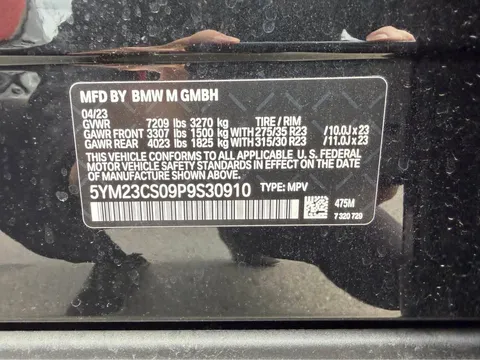 MFD BY BMW M GMBH
04/23
GVWR 7209 lbs 3270 kg TIRE / RIM
GAWR FRONT 3307 lbs 1500 kg WITH 275/35 R23 /10.0J x 23
GAWR REAR 4023 lbs 1825 kg WITH 315/30 R23 /11.0J x 23
THIS VEHICLE CONFORMS TO ALL APPLICABLE U. S. FEDERAL
MOTOR VEHICLE SAFETY STANDARDS IN EFFECT ON THE
DATE OF MANUFACTURE SHOWN ABOVE.
5YM23CS09P9S30910 TYPE: MPV
475M
7 320 729